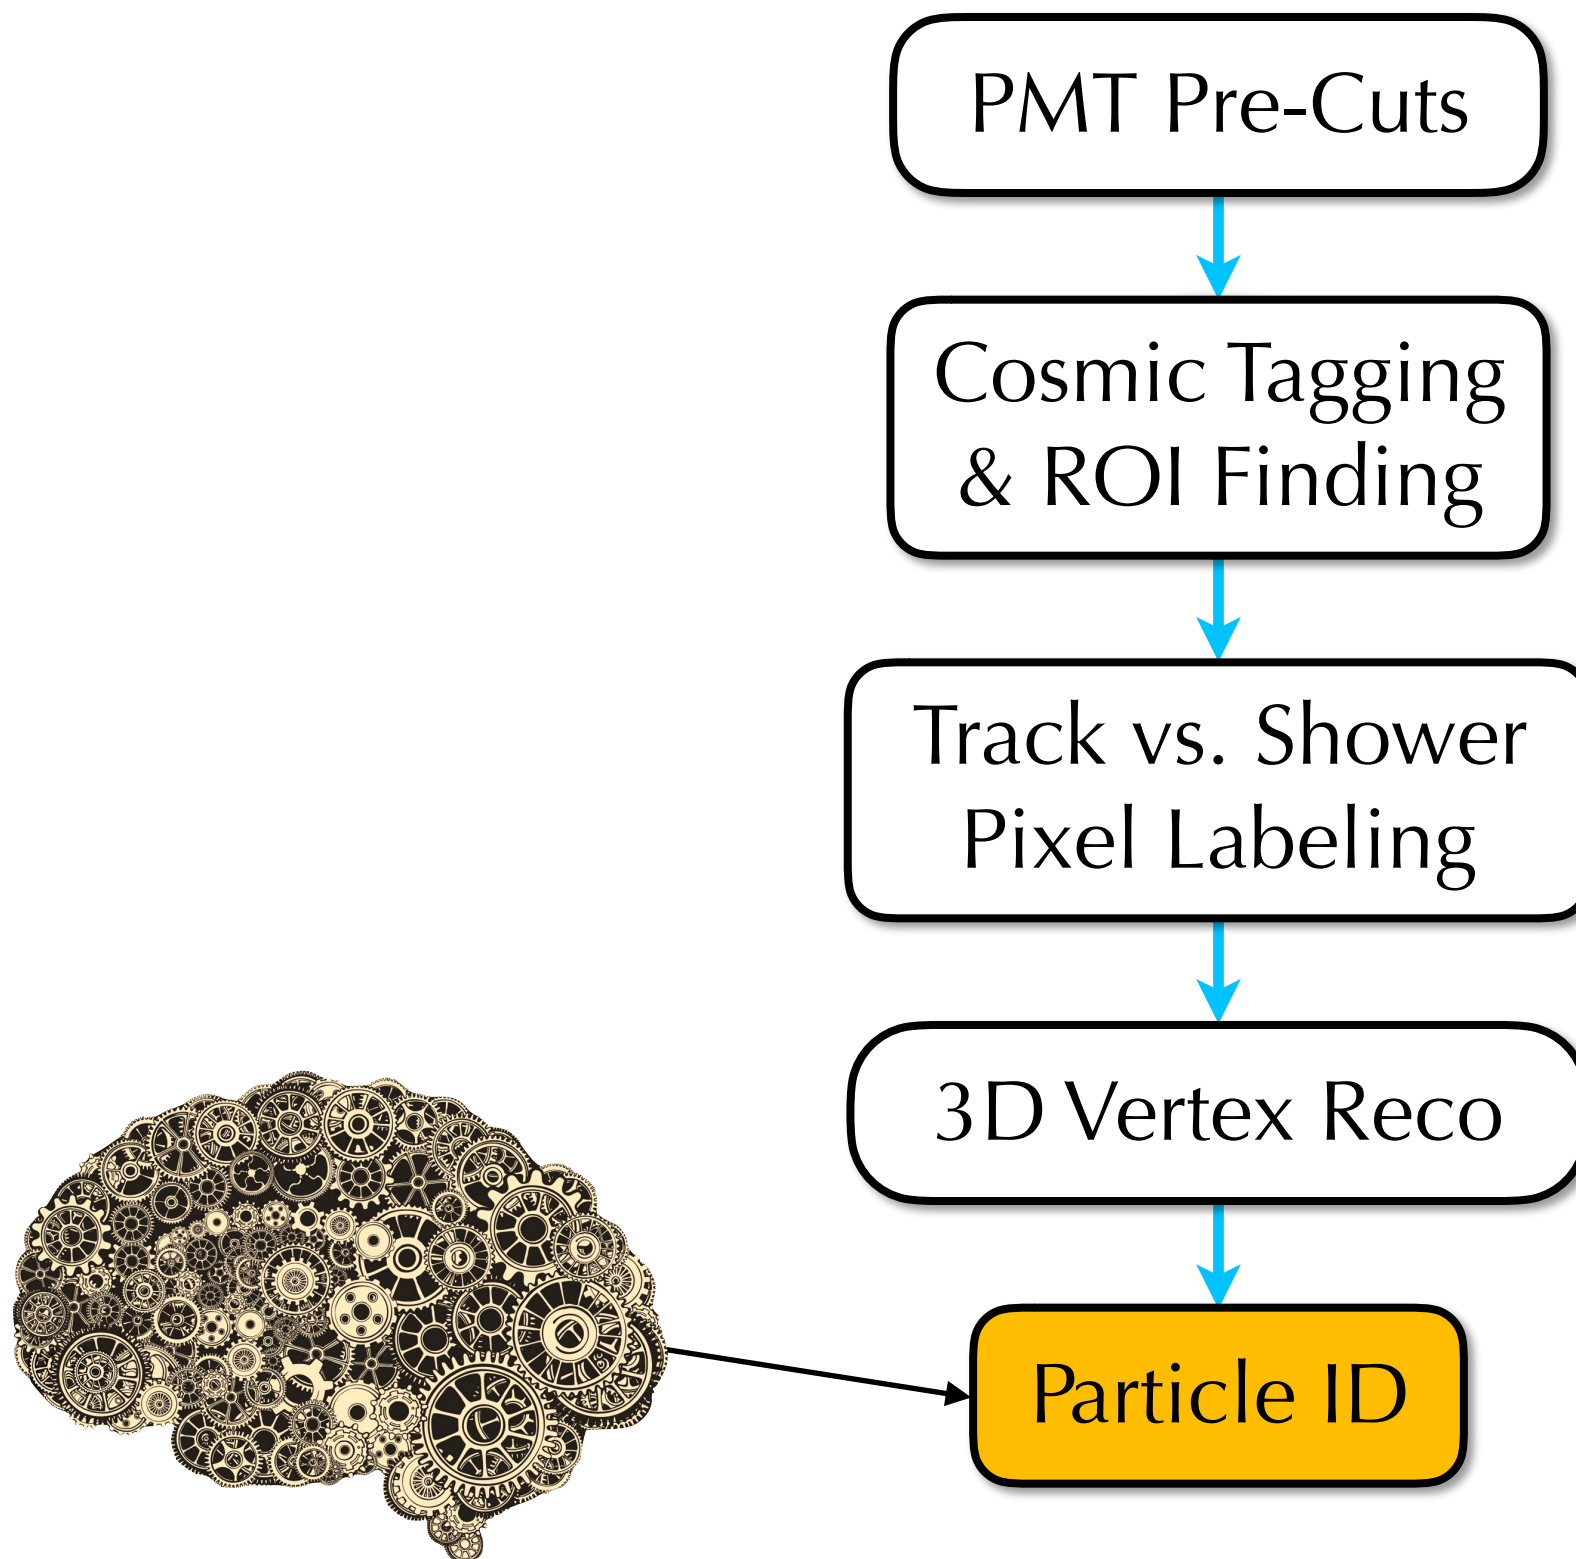 PMT Pre-Cuts
Cosmic Tagging
& ROI Finding
Track vs. Shower
Pixel Labeling
3D Vertex Reco
Particle ID